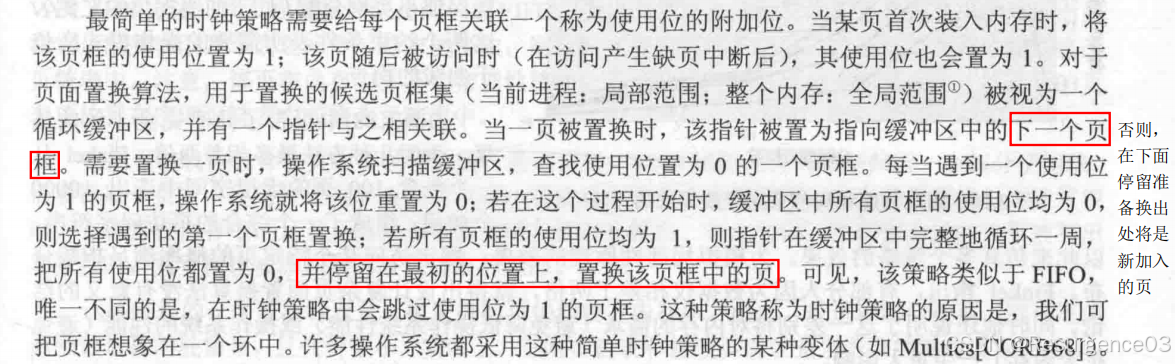 最简单的时钟策略需要给每个页框关联一个称为使用位的附加位。当某页首次装入内存时，将
该页框的使用位置为 1；该页随后被访问时（在访问产生缺页中断后），其使用位也会置为 1。对于
页面置换算法，用于置换的候选页框集（当前进程：局部范围；整个内存：全局范围①）被视为一个
循环缓冲区，并有一个指针与之相关联。当一页被置换时，该指针被置为指向缓冲区中的下一个页
框。需要置换一页时，操作系统扫描缓冲区，查找使用位置为 0 的一个页框。每当遇到一个使用位
为 1 的页框，操作系统就将该位重置为 0；若在这个过程开始时，缓冲区中所有页框的使用位均为 0，
则选择遇到的第一个页框置换；若所有页框的使用位均为 1，则指针在缓冲区中完整地循环一周，
把所有使用位都置为 0，并停留在最初的位置上，置换该页框中的页。可见，该策略类似于 FIFO，
唯一不同的是，在时钟策略中会跳过使用位为 1 的页框。这种策略称为时钟策略的原因是，我们可
把页框想象在一个环中。许多操作系统都采用这种简单时钟策略的某种变体（如 Multics[CORB68]）。
否则，
在下面
停留准
备换出
处将是
新加入
的页